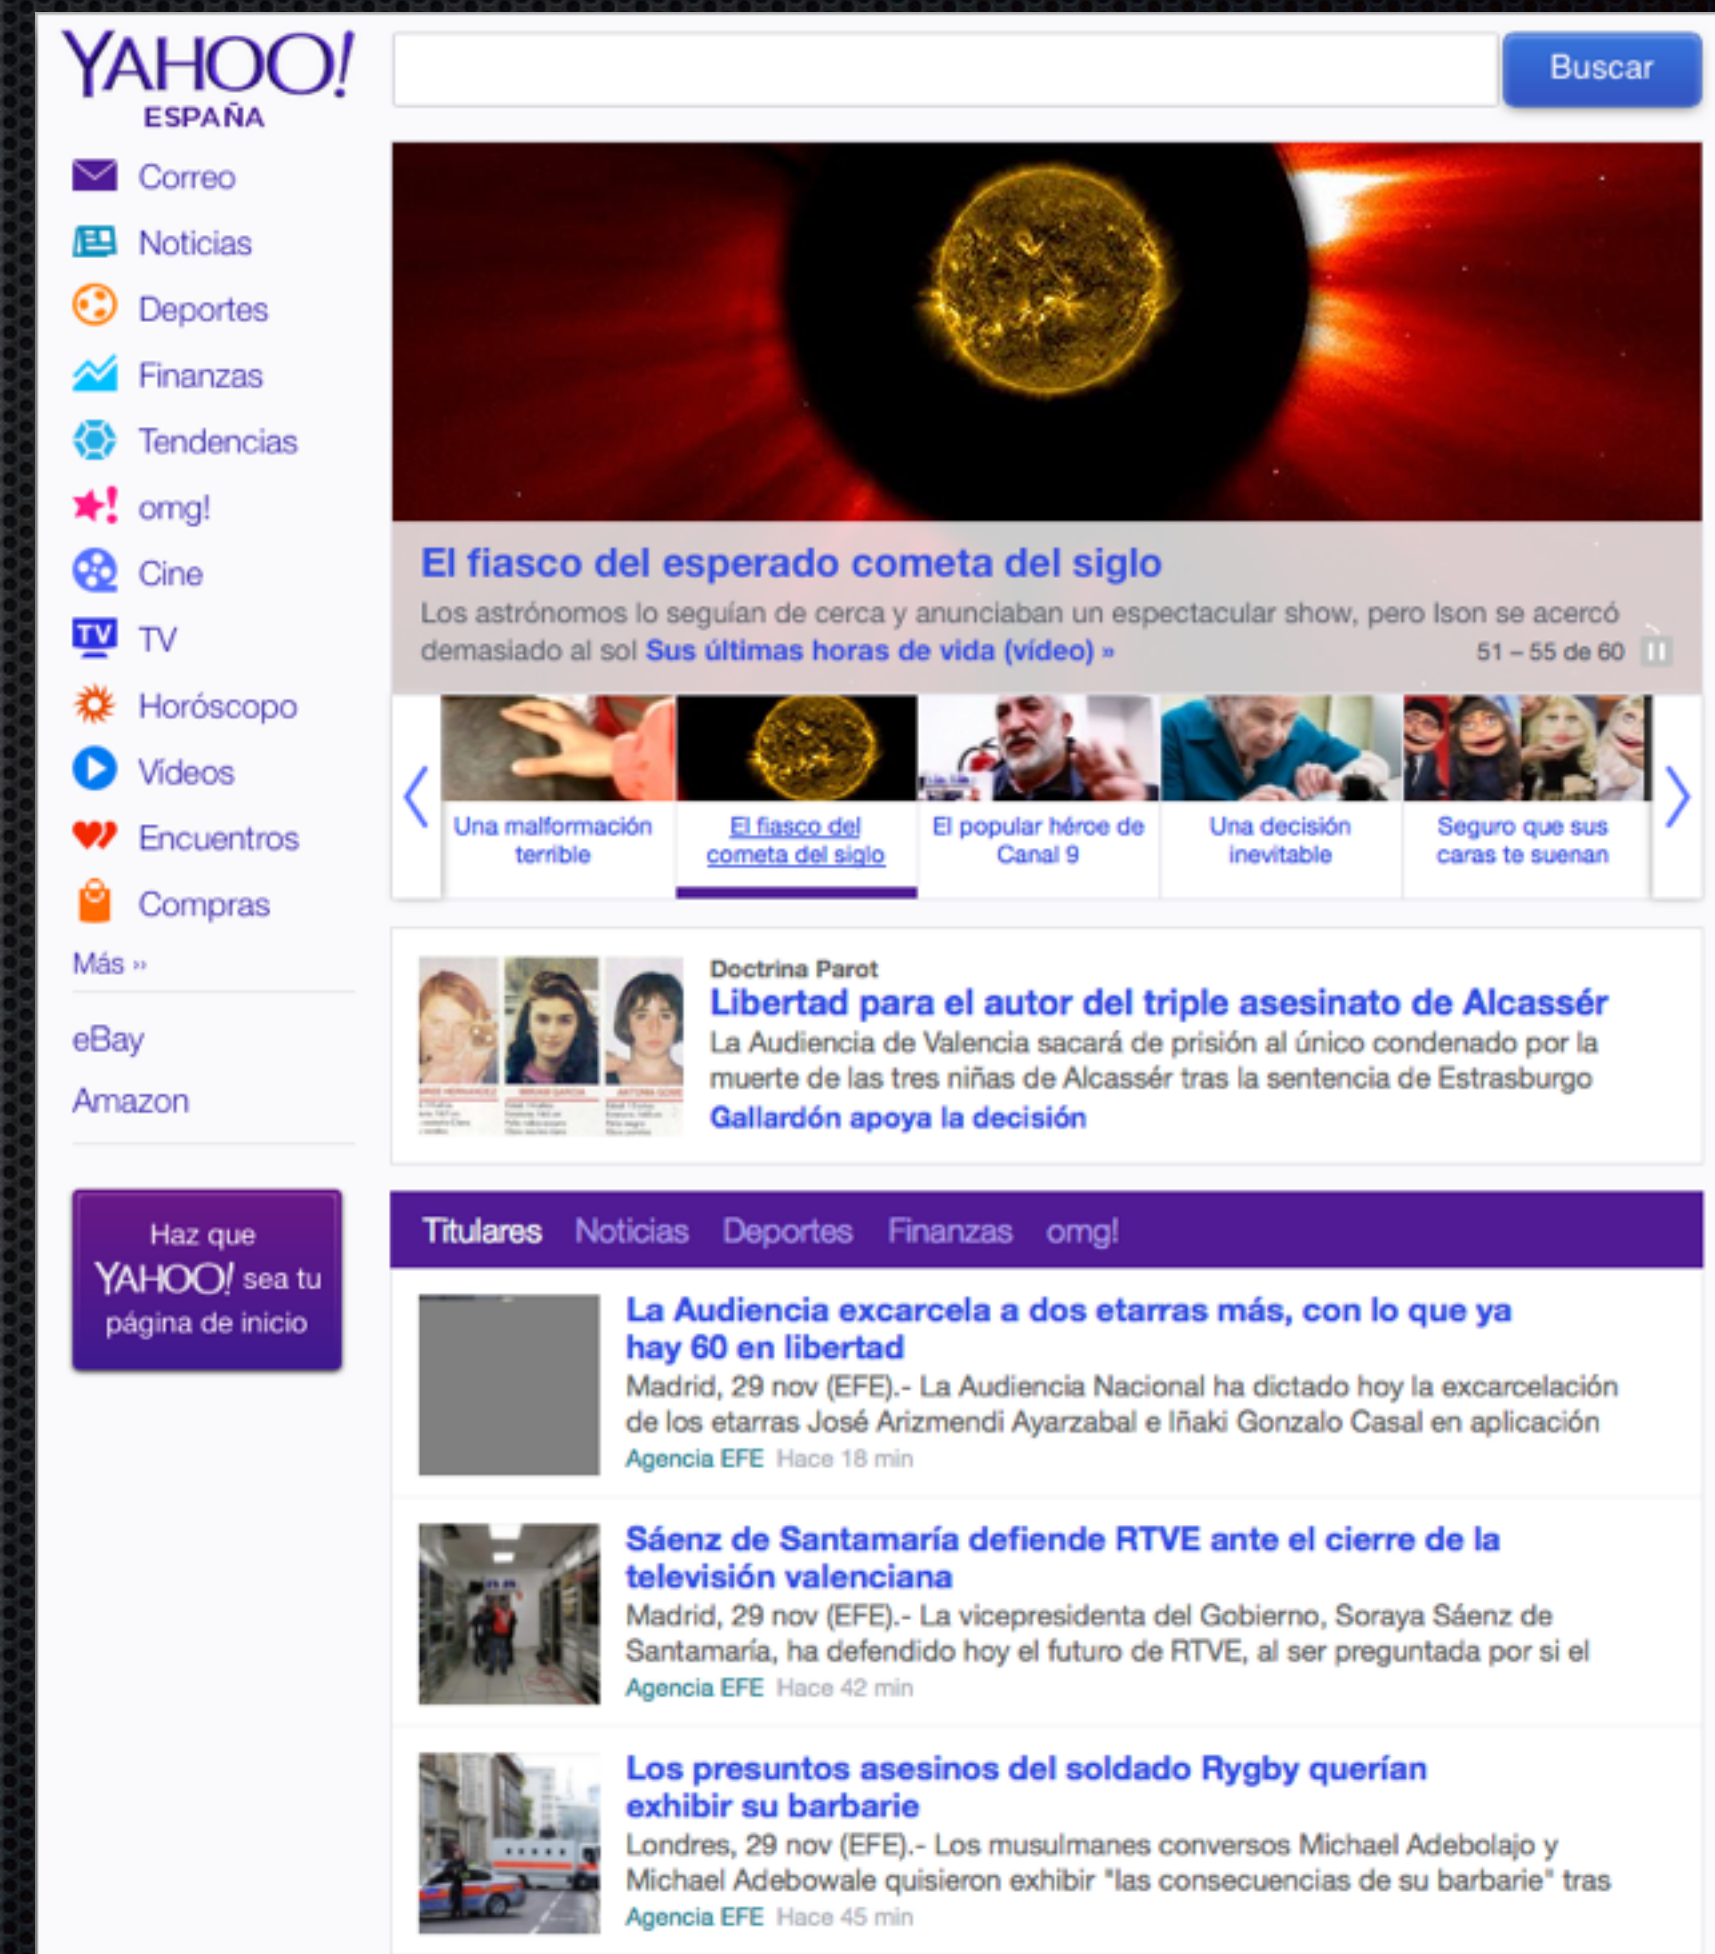 YAHOO!
ESPAÑA
Buscar
Correo
Noticias
Deportes
Finanzas
Tendencias
omg!
Cine
TV TV
Horóscopo
Vídeos
Encuentros
Compras
Más ››
eBay
Amazon
Haz que
YAHOO! sea tu
página de inicio
El fiasco del esperado cometa del siglo
Los astrónomos lo seguían de cerca y anunciaban un espectacular show, pero Ison se acercó
demasiado al sol Sus últimas horas de vida (vídeo) »
51 – 55 de 60
Una malformación
terrible
El fiasco del
cometa del siglo
El popular héroe de
Canal 9
Una decisión
inevitable
Seguro que sus
caras te suenan
Doctrina Parot
Libertad para el autor del triple asesinato de Alcassér
La Audiencia de Valencia sacará de prisión al único condenado por la
muerte de las tres niñas de Alcassér tras la sentencia de Estrasburgo
Gallardón apoya la decisión
Titulares Noticias Deportes Finanzas omg!
La Audiencia excarcela a dos etarras más, con lo que ya
hay 60 en libertad
Madrid, 29 nov (EFE).- La Audiencia Nacional ha dictado hoy la excarcelación
de los etarras José Arizmendi Ayarzabal e Iñaki Gonzalo Casal en aplicación
Agencia EFE Hace 18 min
Sáenz de Santamaría defiende RTVE ante el cierre de la
televisión valenciana
Madrid, 29 nov (EFE).- La vicepresidenta del Gobierno, Soraya Sáenz de
Santamaría, ha defendido hoy el futuro de RTVE, al ser preguntada por si el
Agencia EFE Hace 42 min
Los presuntos asesinos del soldado Rygby querían
exhibir su barbarie
Londres, 29 nov (EFE).- Los musulmanes conversos Michael Adebolajo y
Michael Adebowale quisieron exhibir "las consecuencias de su barbarie" tras
Agencia EFE Hace 45 min